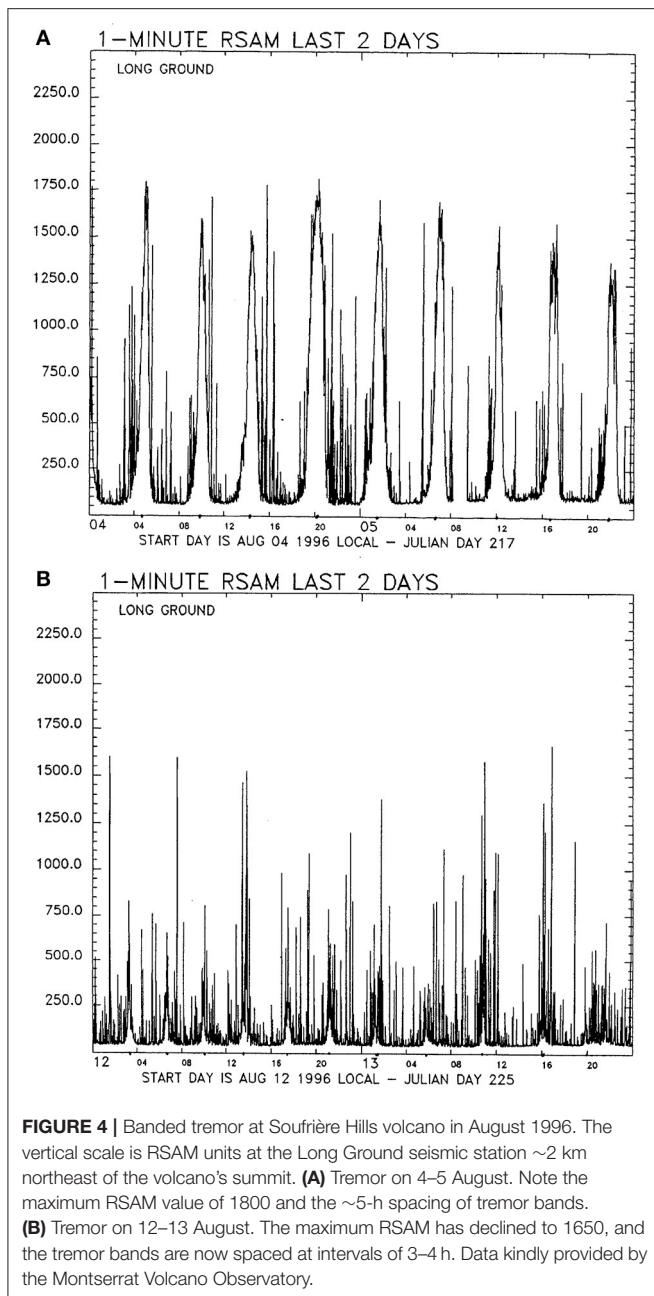 A 1-MINUTE RSAM LAST 2 DAYS
LONG GROUND
2250.0
2000.0
1750.0
1500.0
1250.0
1000.0
750.0
500.0
250.0
04 04 08 12 16 20 05 04 08 12 16 20
START DAY IS AUG 04 1996 LOCAL – JULIAN DAY 217
B 1-MINUTE RSAM LAST 2 DAYS
LONG GROUND
2250.0
2000.0
1750.0
1500.0
1250.0
1000.0
750.0
500.0
250.0
12 04 08 12 16 20 13 04 08 12 16 20
START DAY IS AUG 12 1996 LOCAL – JULIAN DAY 225
FIGURE 4 | Banded tremor at Soufrière Hills volcano in August 1996. The
vertical scale is RSAM units at the Long Ground seismic station ~2 km
northeast of the volcano's summit. (A) Tremor on 4–5 August. Note the
maximum RSAM value of 1800 and the ~5-h spacing of tremor bands.
(B) Tremor on 12–13 August. The maximum RSAM has declined to 1650, and
the tremor bands are now spaced at intervals of 3–4 h. Data kindly provided by
the Montserrat Volcano Observatory.